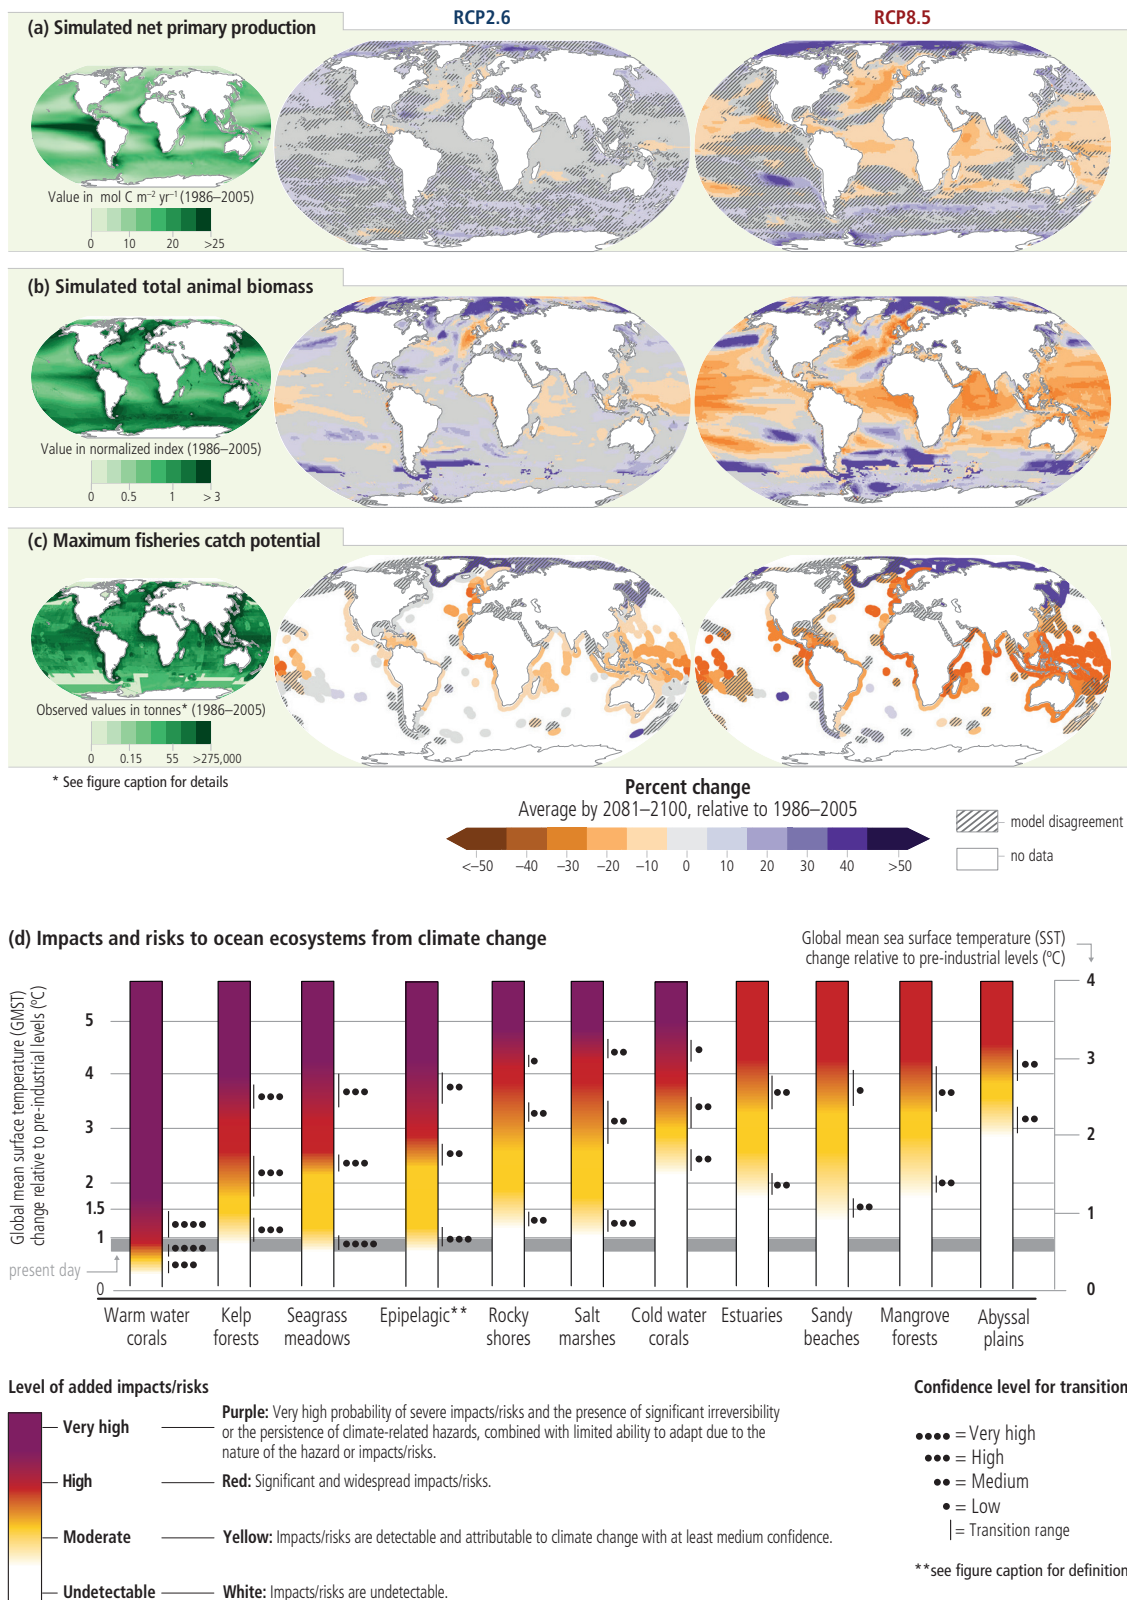 RCP2.6
RCP8.5
(a) Simulated net primary production
Value in mol C m⁻² yr⁻¹ (1986–2005)
0 10 20 >25
(b) Simulated total animal biomass
Value in normalized index (1986–2005)
0 0.5 1 > 3
(c) Maximum fisheries catch potential
Observed values in tonnes* (1986–2005)
0 0.15 55 >275,000
* See figure caption for details
Percent change
Average by 2081–2100, relative to 1986–2005
<–50 –40 –30 –20 –10 0 10 20 30 40 >50
model disagreement
no data
(d) Impacts and risks to ocean ecosystems from climate change
Global mean sea surface temperature (SST)
change relative to pre-industrial levels (ºC)
Global mean surface temperature (GMST)
change relative to pre-industrial levels (ºC)
5
4
3
2
1.5
1
0
present day
4
3
2
1
0
Warm water
corals
Kelp
forests
Seagrass
meadows
Epipelagic**
Rocky
shores
Salt
marshes
Cold water
corals
Estuaries
Sandy
beaches
Mangrove
forests
Abyssal
plains
Level of added impacts/risks
Very high
Purple: Very high probability of severe impacts/risks and the presence of significant irreversibility
or the persistence of climate-related hazards, combined with limited ability to adapt due to the
nature of the hazard or impacts/risks.
High
Red: Significant and widespread impacts/risks.
Moderate
Yellow: Impacts/risks are detectable and attributable to climate change with at least medium confidence.
Undetectable
White: Impacts/risks are undetectable.
Confidence level for transition
•••• = Very high
••• = High
•• = Medium
• = Low
| = Transition range
**see figure caption for definition